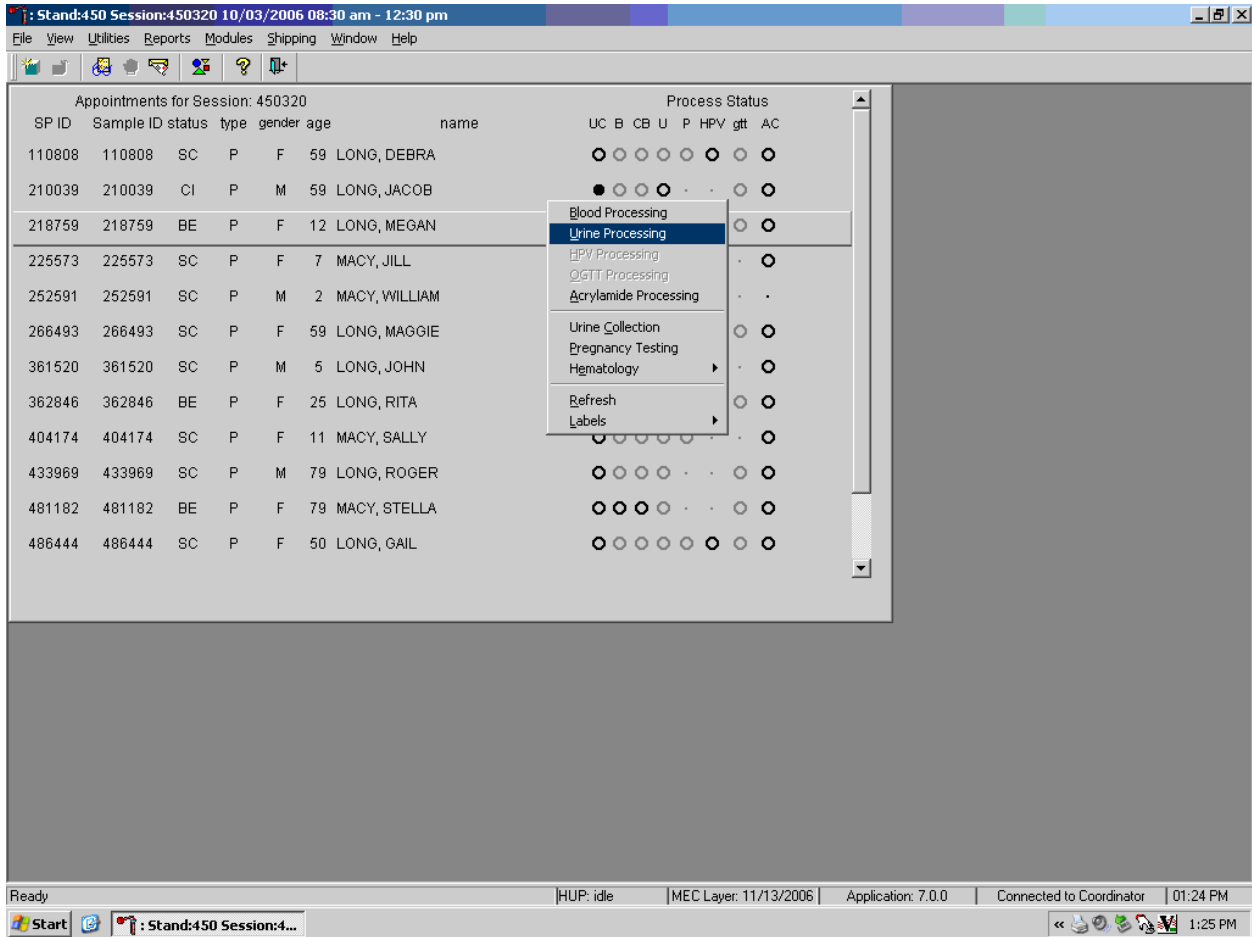 : Stand:450 Session:450320 10/03/2006 08:30 am - 12:30 pm
File View Utilities Reports Modules Shipping Window Help
Appointments for Session: 450320 Process Status
SP ID Sample ID status type gender age name UC B CB U P HPV gtt AC
110808 110808 SC P F 59 LONG, DEBRA
210039 210039 CI P M 59 LONG, JACOB
218759 218759 BE P F 12 LONG, MEGAN
225573 225573 SC P F 7 MACY, JILL
252591 252591 SC P M 2 MACY, WILLIAM
266493 266493 SC P F 59 LONG, MAGGIE
361520 361520 SC P M 5 LONG, JOHN
362846 362846 BE P F 25 LONG, RITA
404174 404174 SC P F 11 MACY, SALLY
433969 433969 SC P M 79 LONG, ROGER
481182 481182 BE P F 79 MACY, STELLA
486444 486444 SC P F 50 LONG, GAIL
Blood Processing
Urine Processing
HPV Processing
OGTT Processing
Acrylamide Processing
Urine Collection
Pregnancy Testing
Hematology
Refresh
Labels
Ready HUP: idle MEC Layer: 11/13/2006 Application: 7.0.0 Connected to Coordinator 01:24 PM
Start : Stand:450 Session:4... « 1:25 PM